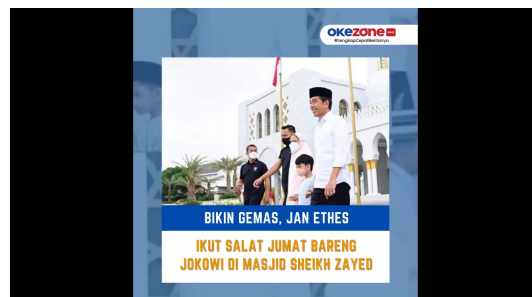 okezone
#LengkapCepatBeritanya
BIKIN GEMAS, JAN ETHES
IKUT SALAT JUMAT BARENG
JOKOWI DI MASJID SHEIKH ZAYED